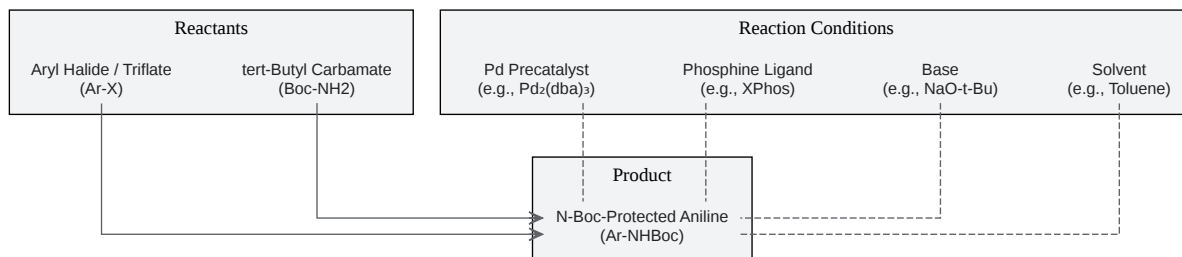 Reactants
Aryl Halide / Triflate
(Ar-X)
tert-Butyl Carbamate
(Boc-NH2)
Reaction Conditions
Pd Precatalyst
(e.g., Pd₂(dba)₃)
Phosphine Ligand
(e.g., XPhos)
Base
(e.g., NaO-t-Bu)
Solvent
(e.g., Toluene)
Product
N-Boc-Protected Aniline
(Ar-NHBoc)